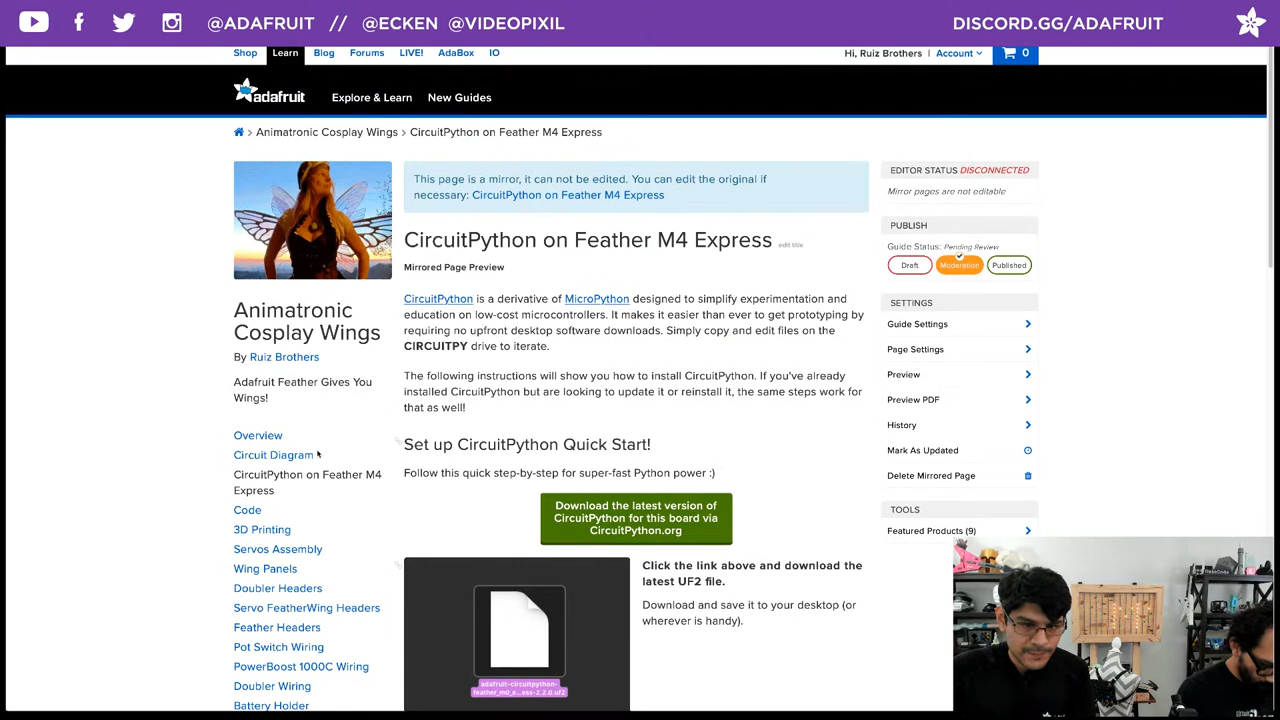 @ADAFRUIT // @ECKEN @VIDEOPIXIL
DISCORD.GG/ADAFRUIT
Shop Learn Blog Forums LIVE! AdaBox IO
Hi, Ruiz Brothers | Account 0
adafruit Explore & Learn New Guides
Animatronic Cosplay Wings > CircuitPython on Feather M4 Express
Animatronic
Cosplay Wings
By Ruiz Brothers
Adafruit Feather Gives You
Wings!
Overview
Circuit Diagram
CircuitPython on Feather M4
Express
Code
3D Printing
Servos Assembly
Wing Panels
Doubler Headers
Servo FeatherWing Headers
Feather Headers
Pot Switch Wiring
PowerBoost 1000C Wiring
Doubler Wiring
Battery Holder
This page is a mirror, it can not be edited. You can edit the original if
necessary: CircuitPython on Feather M4 Express
CircuitPython on Feather M4 Express edit title
Mirrored Page Preview
CircuitPython is a derivative of MicroPython designed to simplify experimentation and
education on low-cost microcontrollers. It makes it easier than ever to get prototyping by
requiring no upfront desktop software downloads. Simply copy and edit files on the
CIRCUITPY drive to iterate.
The following instructions will show you how to install CircuitPython. If you've already
installed CircuitPython but are looking to update it or reinstall it, the same steps work for
that as well!
Set up CircuitPython Quick Start!
Follow this quick step-by-step for super-fast Python power :)
Download the latest version of
CircuitPython for this board via
CircuitPython.org
adafruit-circuitpython-
feather_m0_e...ess-2.2.0.uf2
Click the link above and download the
latest UF2 file.
Download and save it to your desktop (or
wherever is handy).
EDITOR STATUS DISCONNECTED
Mirror pages are not editable
PUBLISH
Guide Status: Pending Review
Draft Moderation Published
SETTINGS
Guide Settings
Page Settings
Preview
Preview PDF
History
Mark As Updated
Delete Mirrored Page
TOOLS
Featured Products (9)